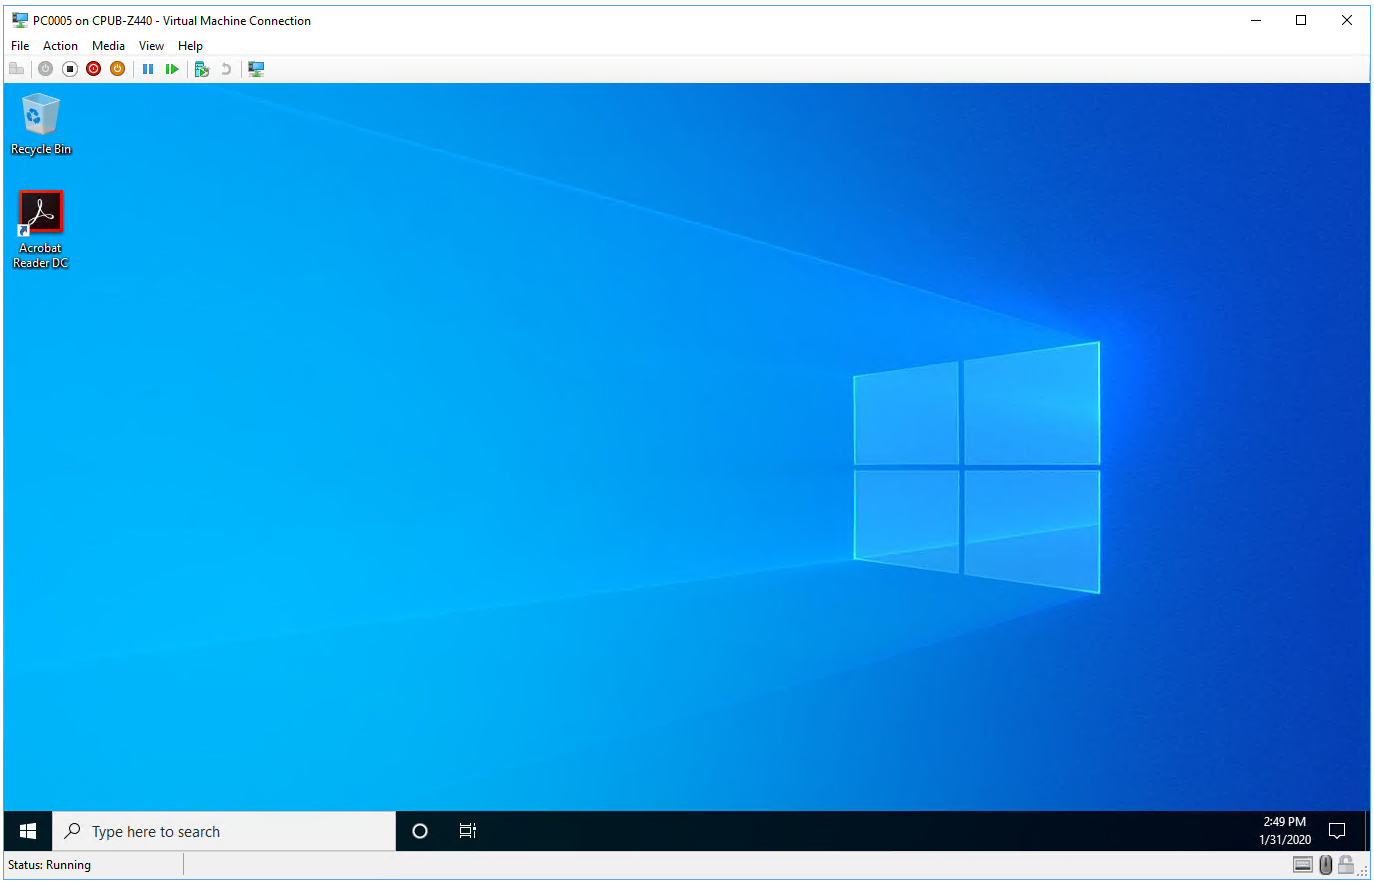 PC0005 on CPUB-Z440 - Virtual Machine Connection
File Action Media View Help
Recycle Bin
Acrobat
Reader DC
Type here to search
2:49 PM
1/31/2020
Status: Running